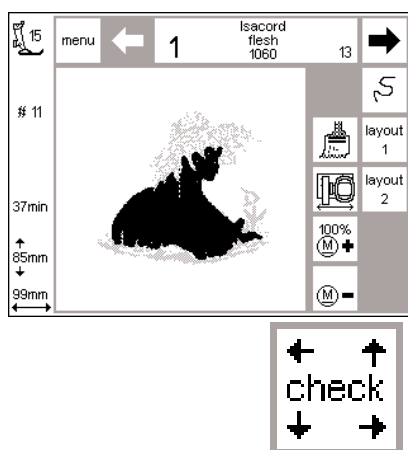 15
menu
1
Isacord
flesh
1060
13
# 11
layout
1
layout
2
37min
100%
M +
85mm
M -
99mm
check